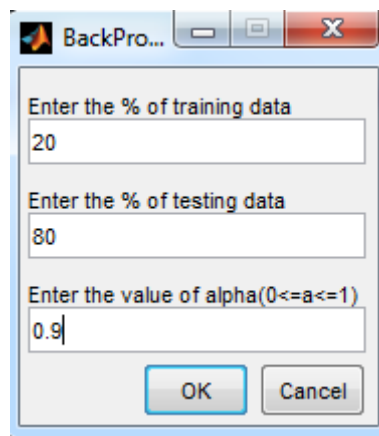 BackPro...
Enter the % of training data
20
Enter the % of testing data
80
Enter the value of alpha(0<=a<=1)
0.9
OK Cancel